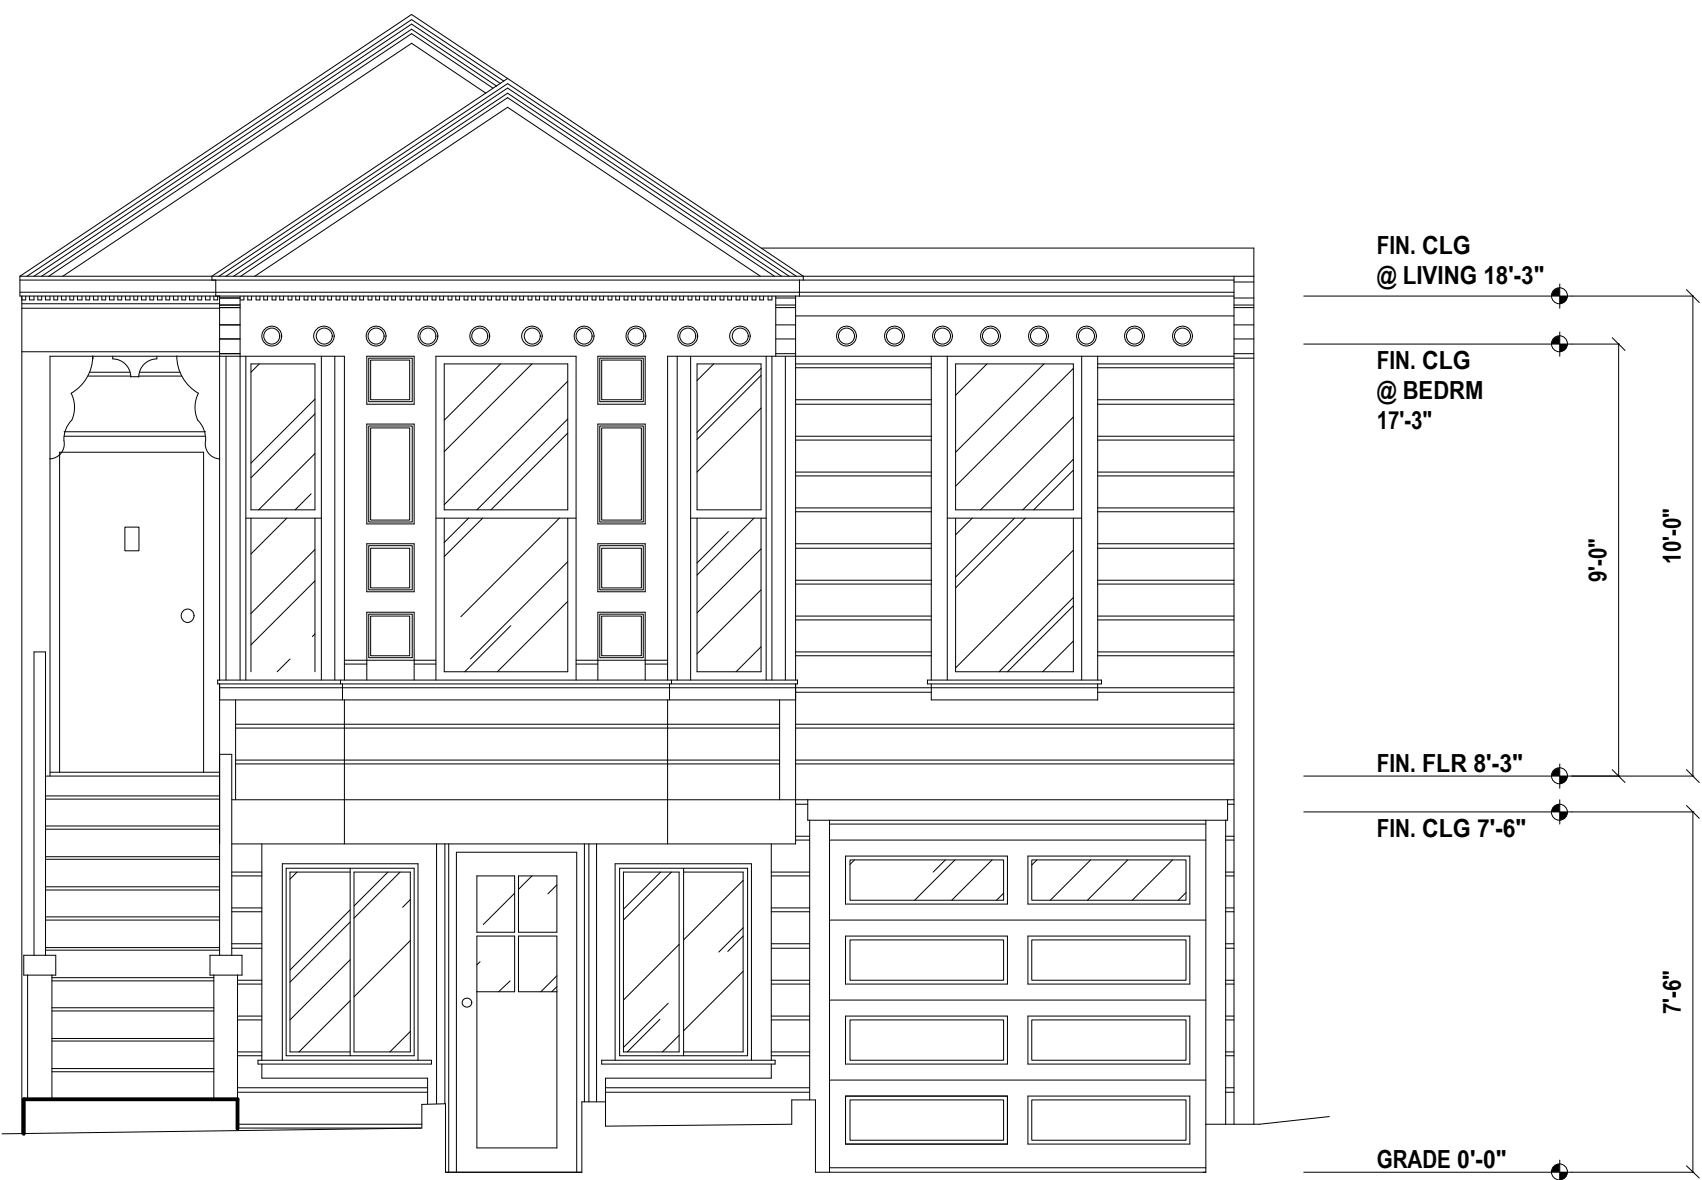 FIN. CLG
@ LIVING 18'-3"
FIN. CLG
@ BEDRM
17'-3"
9'-0"
10'-0"
FIN. FLR 8'-3"
FIN. CLG 7'-6"
7'-6"
GRADE 0'-0"